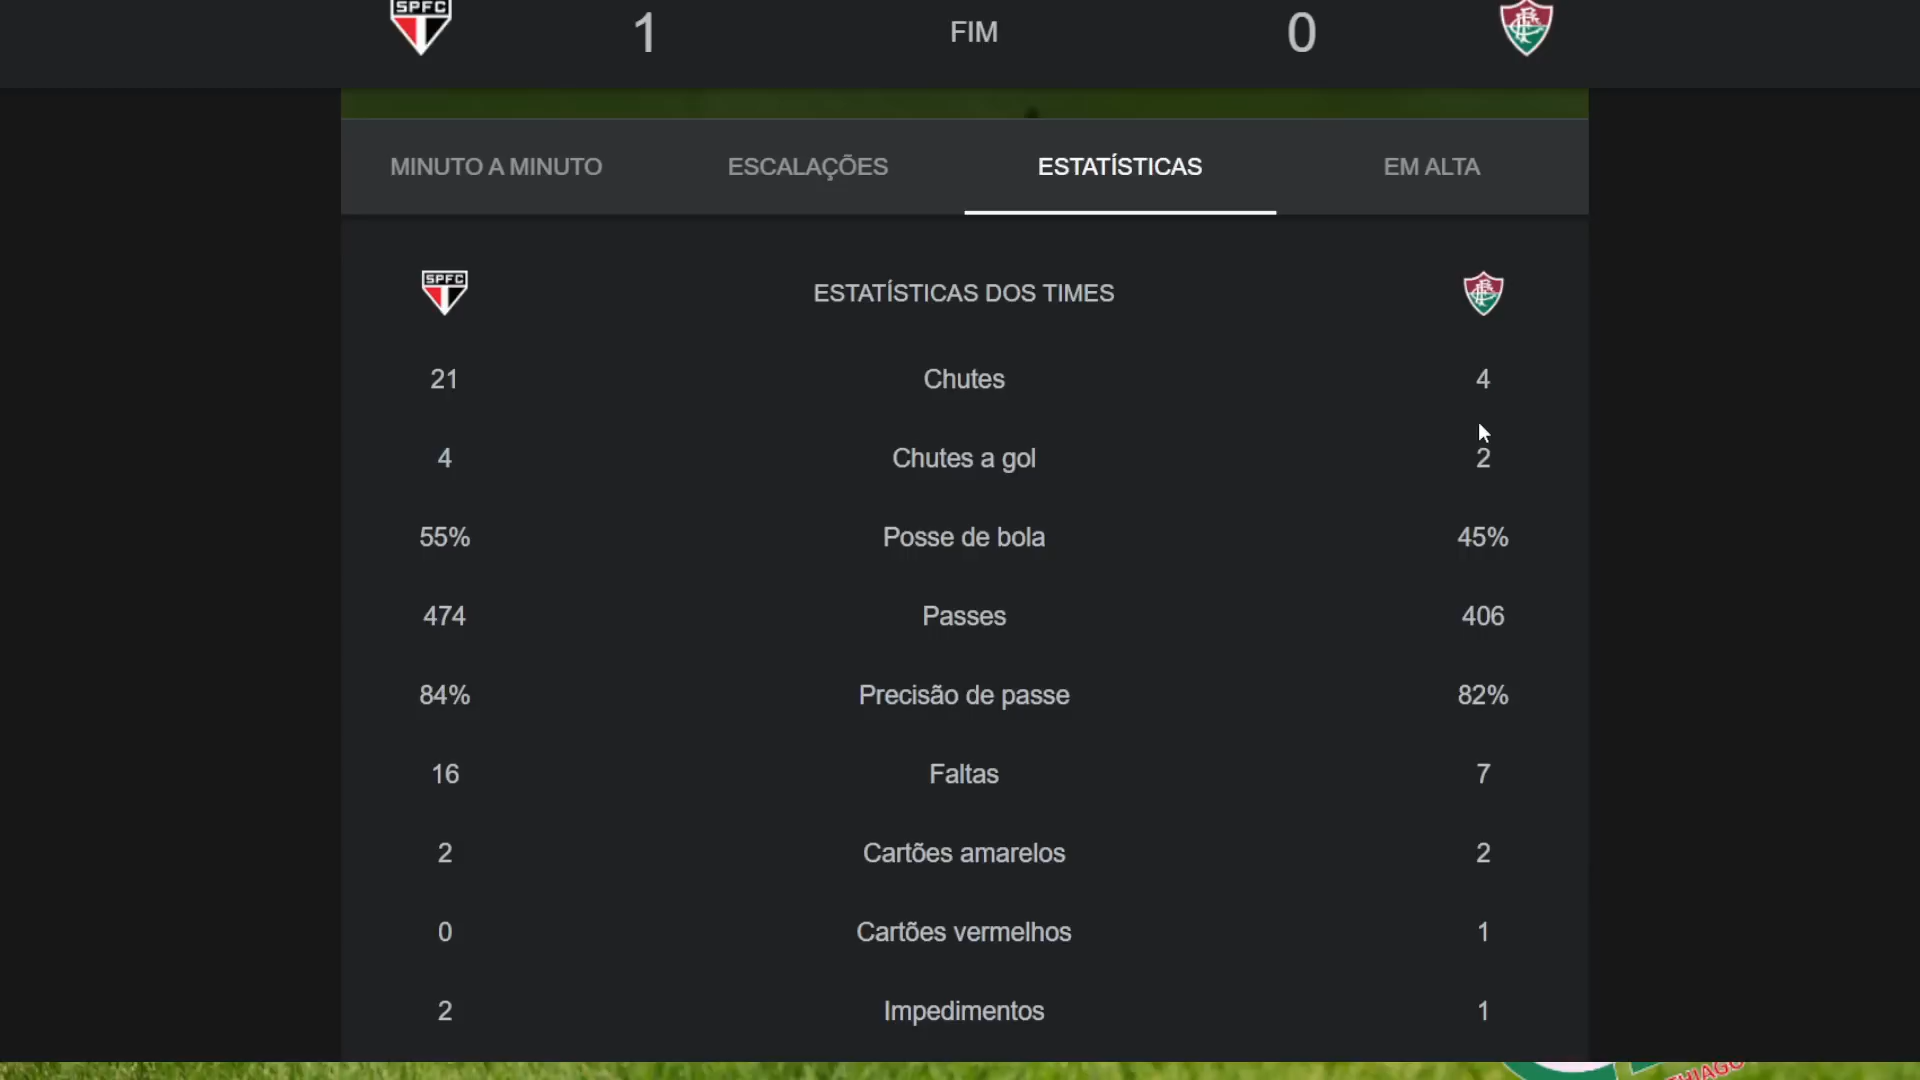 SPFC 1 FIM 0
MINUTO A MINUTO ESCALAÇÕES ESTATÍSTICAS EM ALTA
SPFC ESTATÍSTICAS DOS TIMES
21 Chutes 4
4 Chutes a gol 2
55% Posse de bola 45%
474 Passes 406
84% Precisão de passe 82%
16 Faltas 7
2 Cartões amarelos 2
0 Cartões vermelhos 1
2 Impedimentos 1
THIAGO